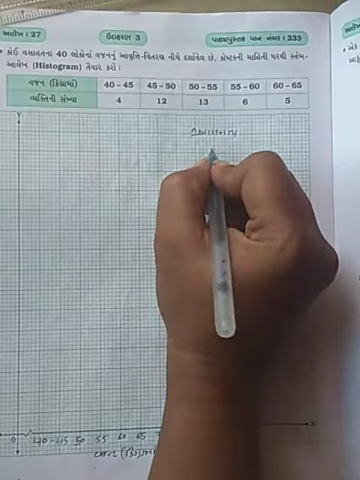 આલેખ : 27 ઉદાહરણ 3 પાઠ્યપુસ્તક પાન નંબર : 233
• કોઈ વસાહતના 40 લોકોનાં વજનનું આવૃત્તિ-વિતરણ નીચે દર્શાવેલ છે. કોષ્ટકની માહિતી પરથી સ્તંભ-
આલેખ (Histogram) તૈયાર કરો :
વજન (કિગ્રામાં) 40 – 45 45 – 50 50 – 55 55 – 60 60 – 65
વ્યક્તિની સંખ્યા 4 12 13 6 5
Y
0 40 - 45 50 55 60 65 X
વજન